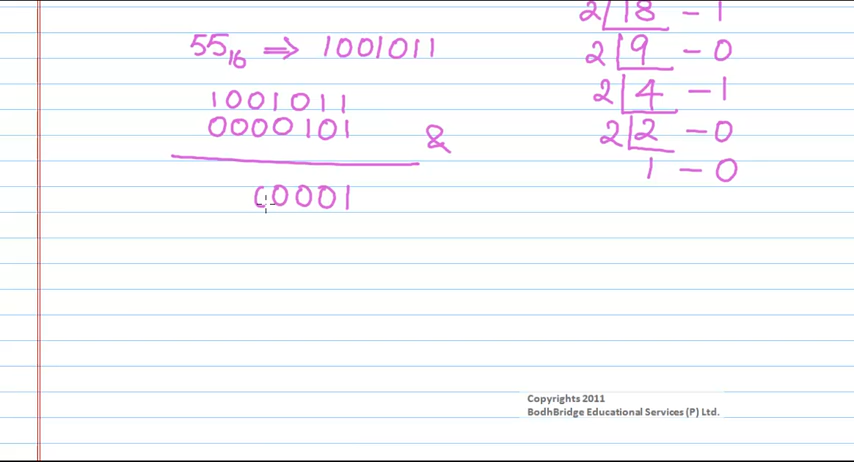 55₁₆ ⇒ 1001011
1001011
0000101 &
00001
2 18 - 1
2 9 - 0
2 4 - 1
2 2 - 0
1 - 0
Copyrights 2011
BodhBridge Educational Services (P) Ltd.